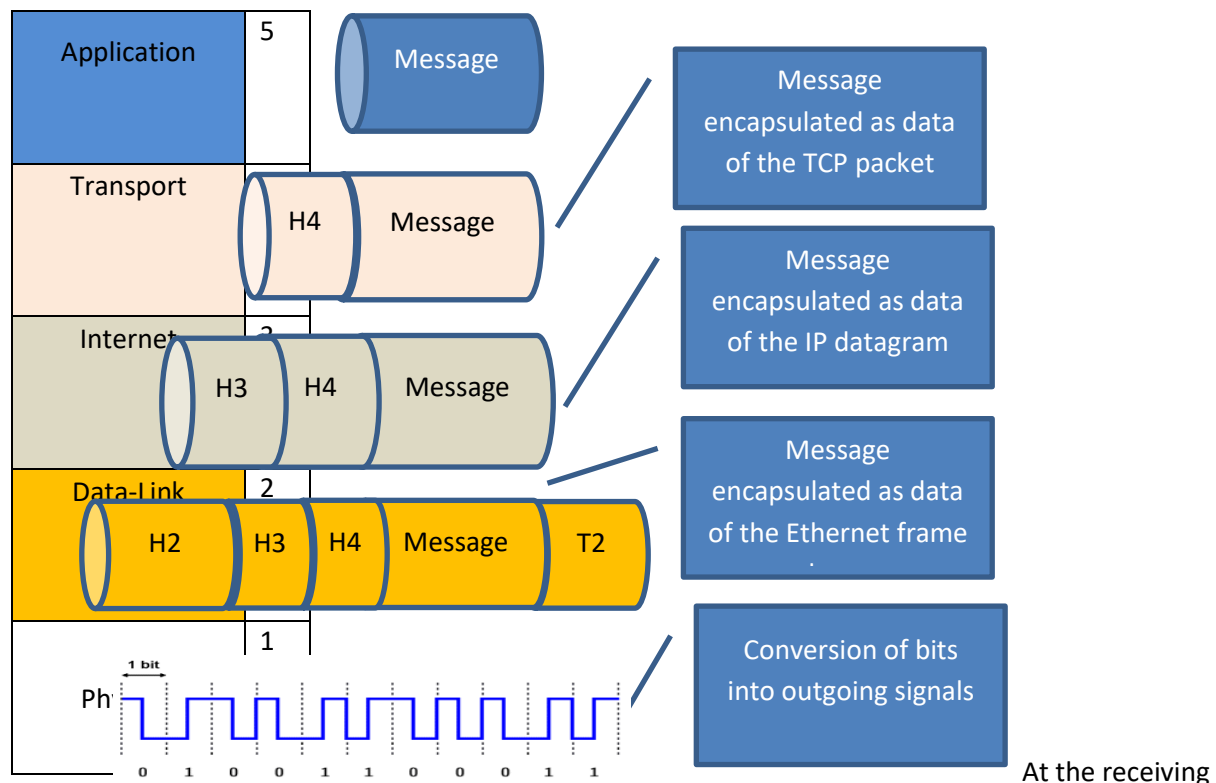 Application
5
Message
Message
encapsulated as data
of the TCP packet
Transport
H4
Message
Message
encapsulated as data
of the IP datagram
Internet
H3
H4
Message
Data-Link
2
H2
H3
H4
Message
T2
Message
encapsulated as data
of the Ethernet frame
.
1
1 bit
0 1 0 0 1 1 0 0 0 1 1
Conversion of bits
into outgoing signals
At the receiving